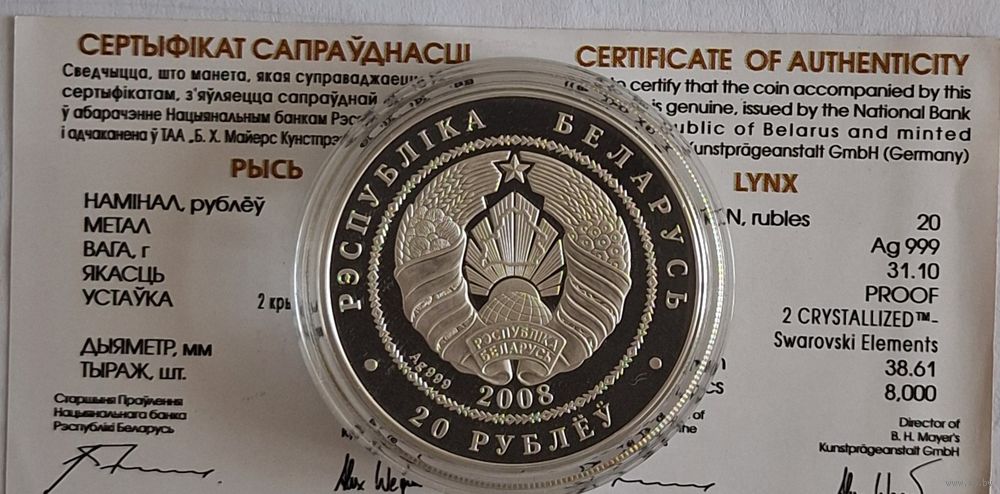 СЕРТЫФІКАТ САПРАЎДНАСЦІ
Сведчыцца, што манета, якая суправаджаецца
сертыфікатам, з'яўляецца сапраўднай
ў абарачэнне Нацыянальным банкам
і адчаканена ў ТАА „Б. Х. Майерс
РЫСЬ
НАМІНАЛ, рублёў
МЕТАЛ
ВАГА, г
ЯКАСЦЬ
УСТАЎКА 2
ДЫЯМЕТР, мм
ТЫРАЖ, шт.
Старшыня Праўлення
Нацыянальнага банка
Рэспублікі Беларусь
CERTIFICATE OF AUTHENTICITY
to certify that the coin accompanied by this
is genuine, issued by the National Bank
of Belarus and minted
Kunstprägeanstalt GmbH (Germany)
LYNX
rubles 20
Ag 999
31.10
PROOF
2 CRYSTALLIZED™-
Swarovski Elements
38.61
8,000
Director of
B. H. Mayer's
Kunstprägeanstalt GmbH
РЭСПУБЛІКА БЕЛАРУСЬ
РЭСПУБЛІКА
БЕЛАРУСЬ
Ag 999
2008
20 РУБЛЁЎ